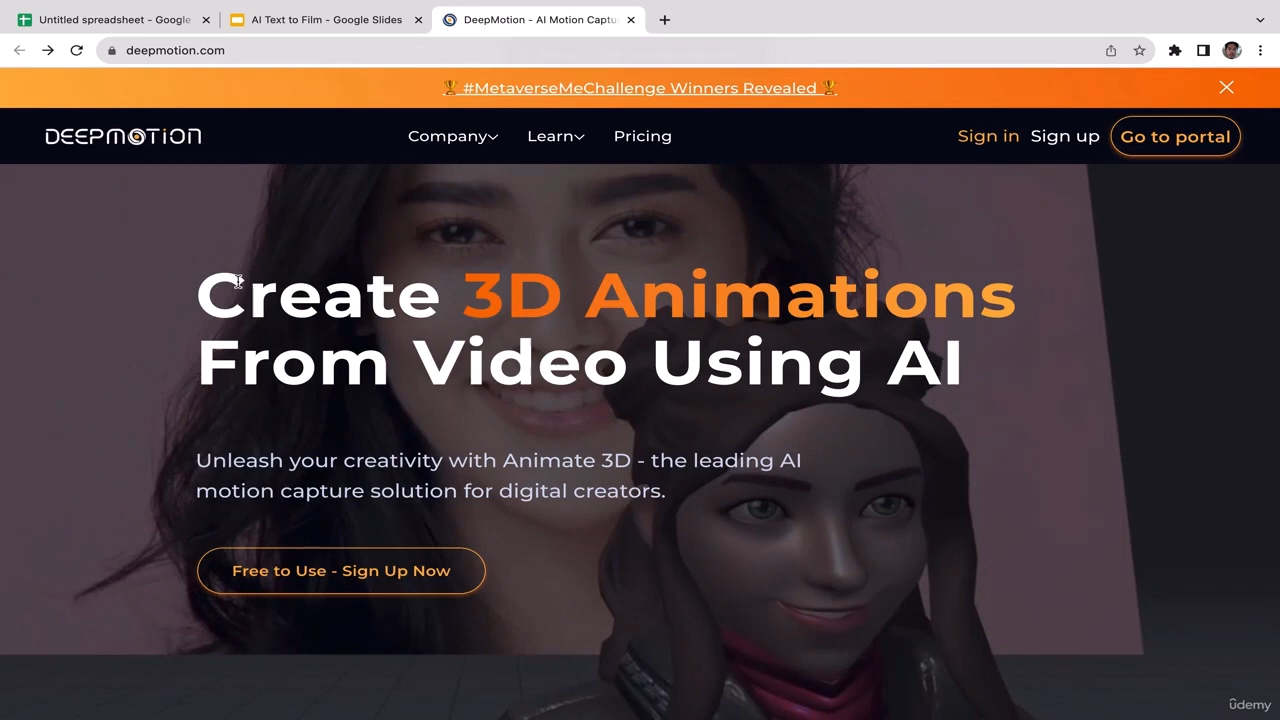 Untitled spreadsheet - Google
AI Text to Film - Google Slides
DeepMotion - AI Motion Captu
deepmotion.com
🏆 #MetaverseMeChallenge Winners Revealed 🏆
DEEPMOTION
Company
Learn
Pricing
Sign in
Sign up
Go to portal
Create 3D Animations
From Video Using AI
Unleash your creativity with Animate 3D - the leading AI
motion capture solution for digital creators.
Free to Use - Sign Up Now
ûdemy